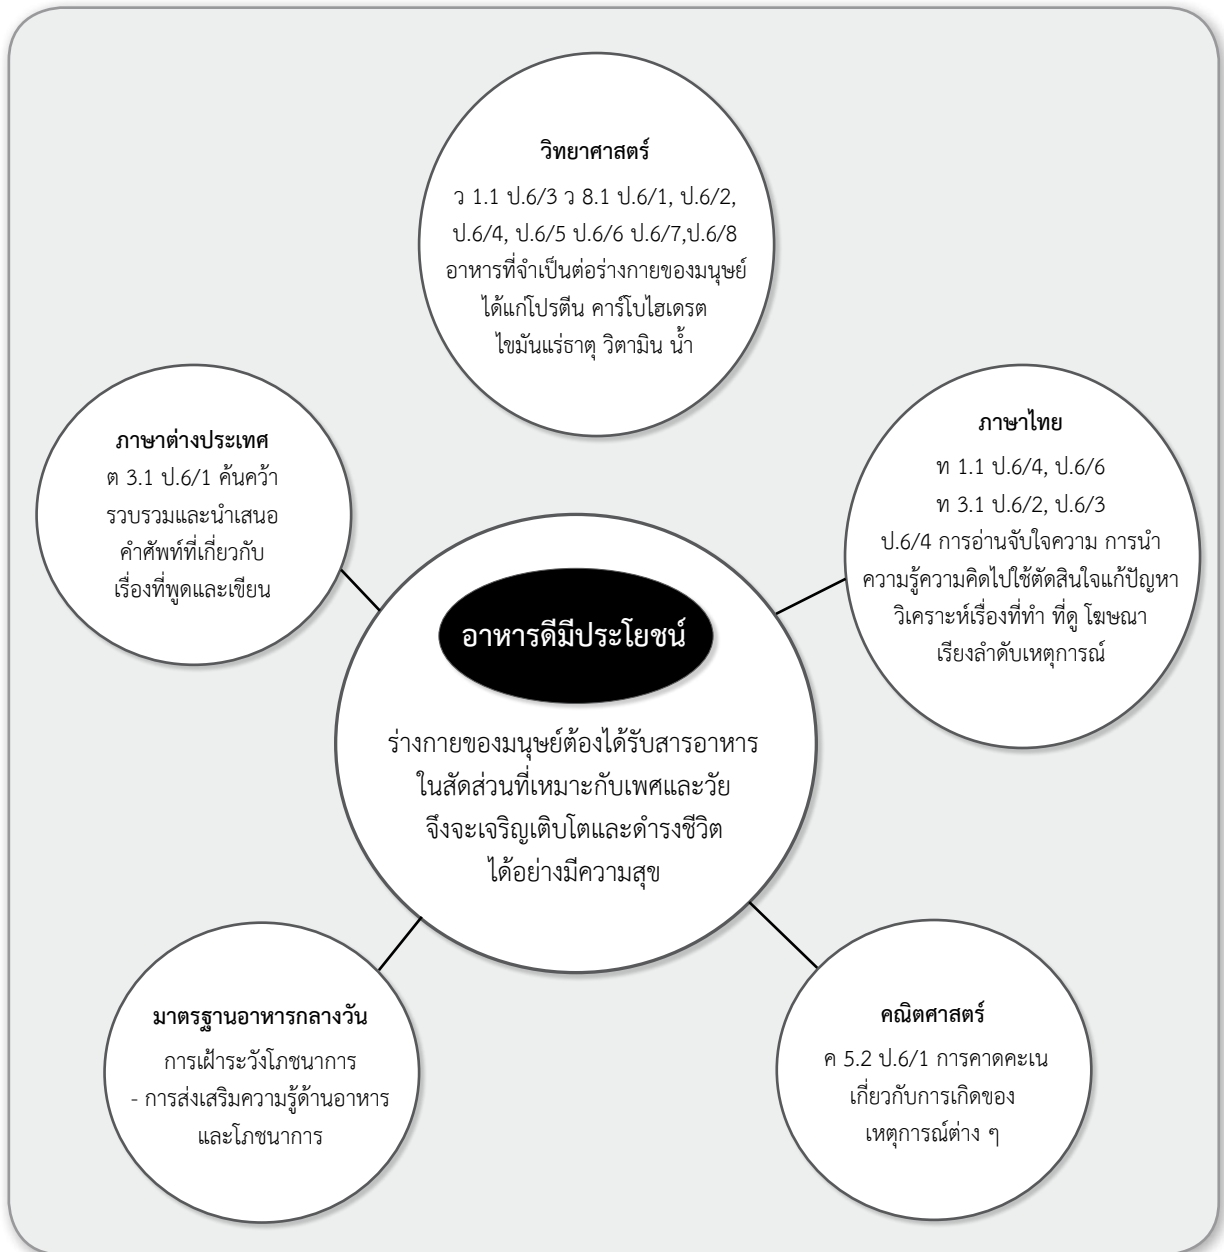 วิทยาศาสตร์
ว 1.1 ป.6/3 ว 8.1 ป.6/1, ป.6/2,
ป.6/4, ป.6/5 ป.6/6 ป.6/7,ป.6/8
อาหารที่จำเป็นต่อร่างกายของมนุษย์
ได้แก่โปรตีน คาร์โบไฮเดรต
ไขมันแร่ธาตุ วิตามิน น้ำ
ภาษาต่างประเทศ
ต 3.1 ป.6/1 ค้นคว้า
รวบรวมและนำเสนอ
คำศัพท์ที่เกี่ยวกับ
เรื่องที่พูดและเขียน
ภาษาไทย
ท 1.1 ป.6/4, ป.6/6
ท 3.1 ป.6/2, ป.6/3
ป.6/4 การอ่านจับใจความ การนำ
ความรู้ความคิดไปใช้ตัดสินใจแก้ปัญหา
วิเคราะห์เรื่องที่ทำ ที่ดู โฆษณา
เรียงลำดับเหตุการณ์
อาหารดีมีประโยชน์
ร่างกายของมนุษย์ต้องได้รับสารอาหาร
ในสัดส่วนที่เหมาะกับเพศและวัย
จึงจะเจริญเติบโตและดำรงชีวิต
ได้อย่างมีความสุข
มาตรฐานอาหารกลางวัน
การเฝ้าระวังโภชนาการ
- การส่งเสริมความรู้ด้านอาหาร
และโภชนาการ
คณิตศาสตร์
ค 5.2 ป.6/1 การคาดคะเน
เกี่ยวกับการเกิดของ
เหตุการณ์ต่าง ๆ